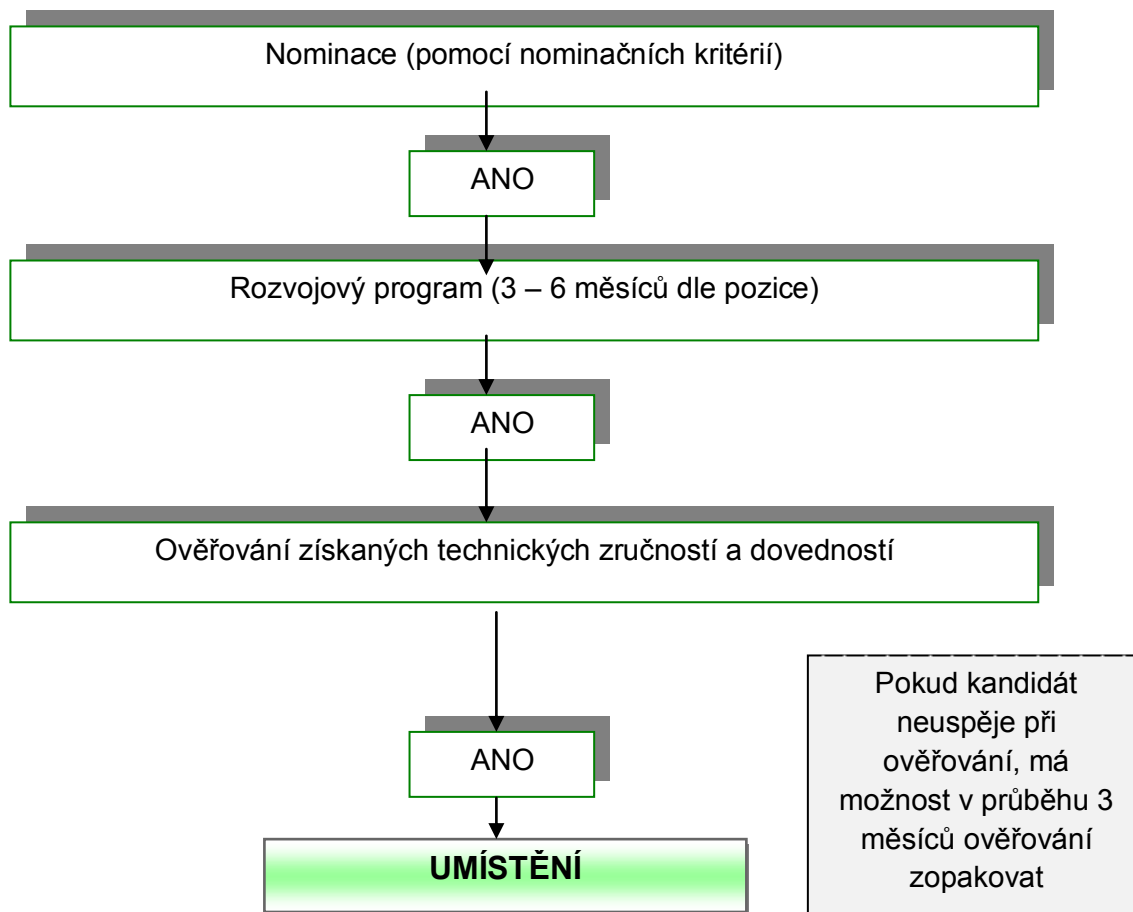 Nominace (pomocí nominačních kritérií)
ANO
Rozvojový program (3 – 6 měsíců dle pozice)
ANO
Ověřování získaných technických zručností a dovedností
ANO
UMÍSTĚNÍ
Pokud kandidát
neuspěje při
ověřování, má
možnost v průběhu 3
měsíců ověřování
zopakovat